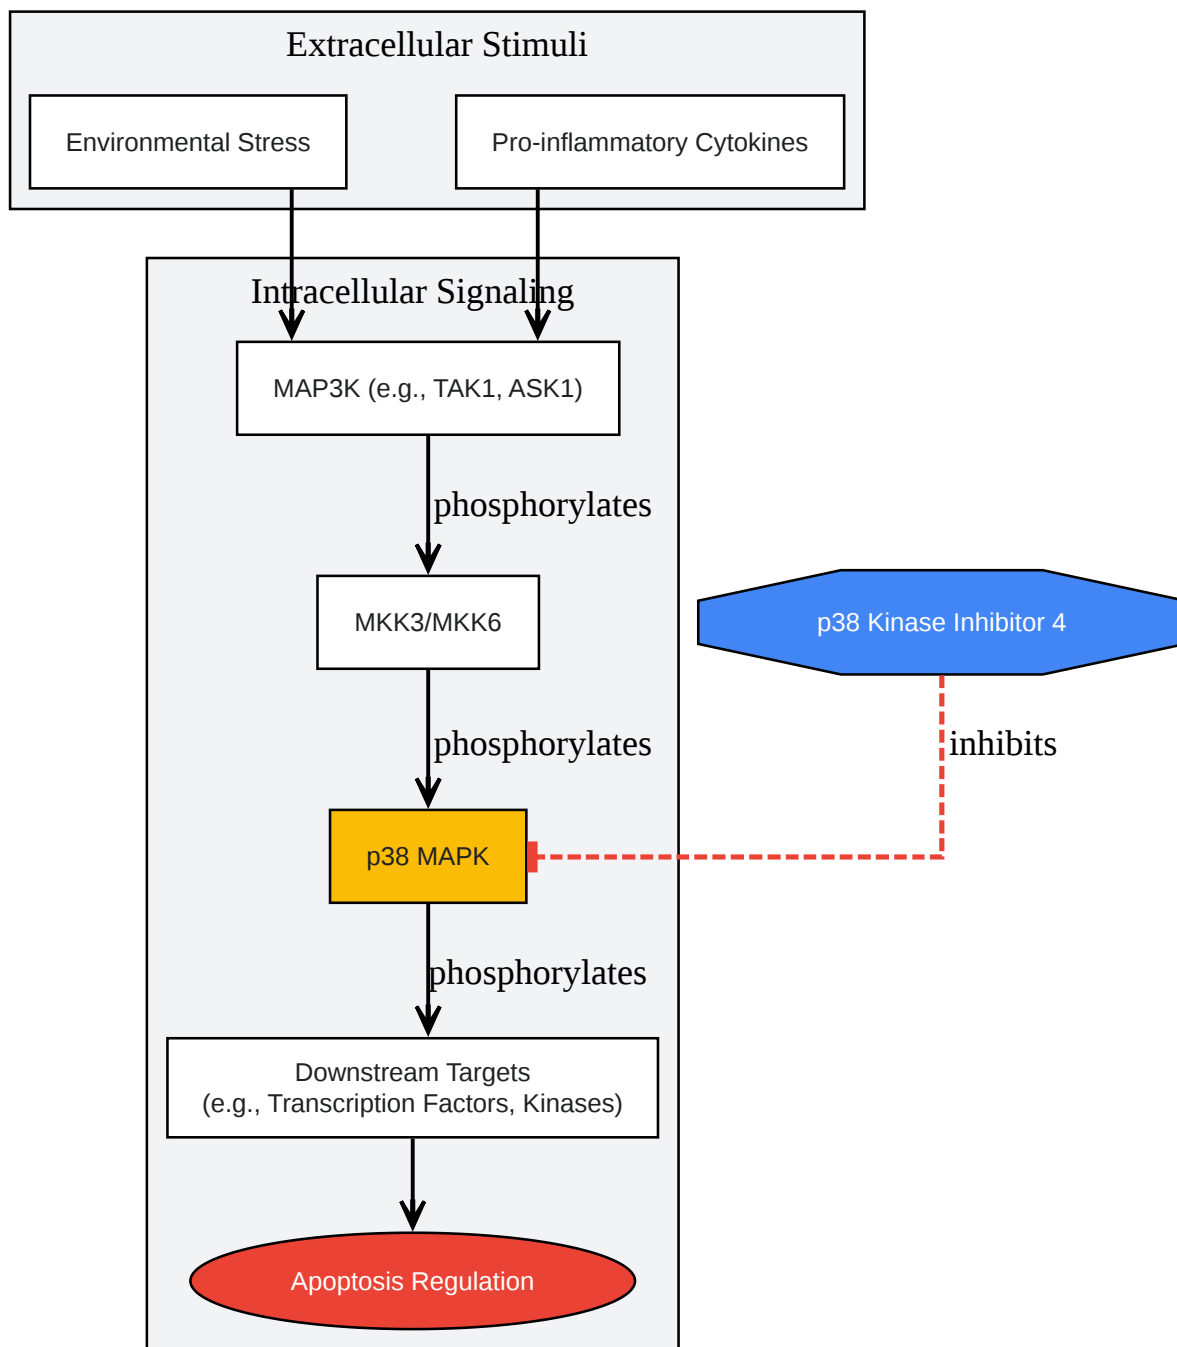 Extracellular Stimuli
Environmental Stress
Pro-inflammatory Cytokines
Intracellular Signaling
MAP3K (e.g., TAK1, ASK1)
phosphorylates
MKK3/MKK6
p38 Kinase Inhibitor 4
phosphorylates
inhibits
p38 MAPK
phosphorylates
Downstream Targets
(e.g., Transcription Factors, Kinases)
Apoptosis Regulation